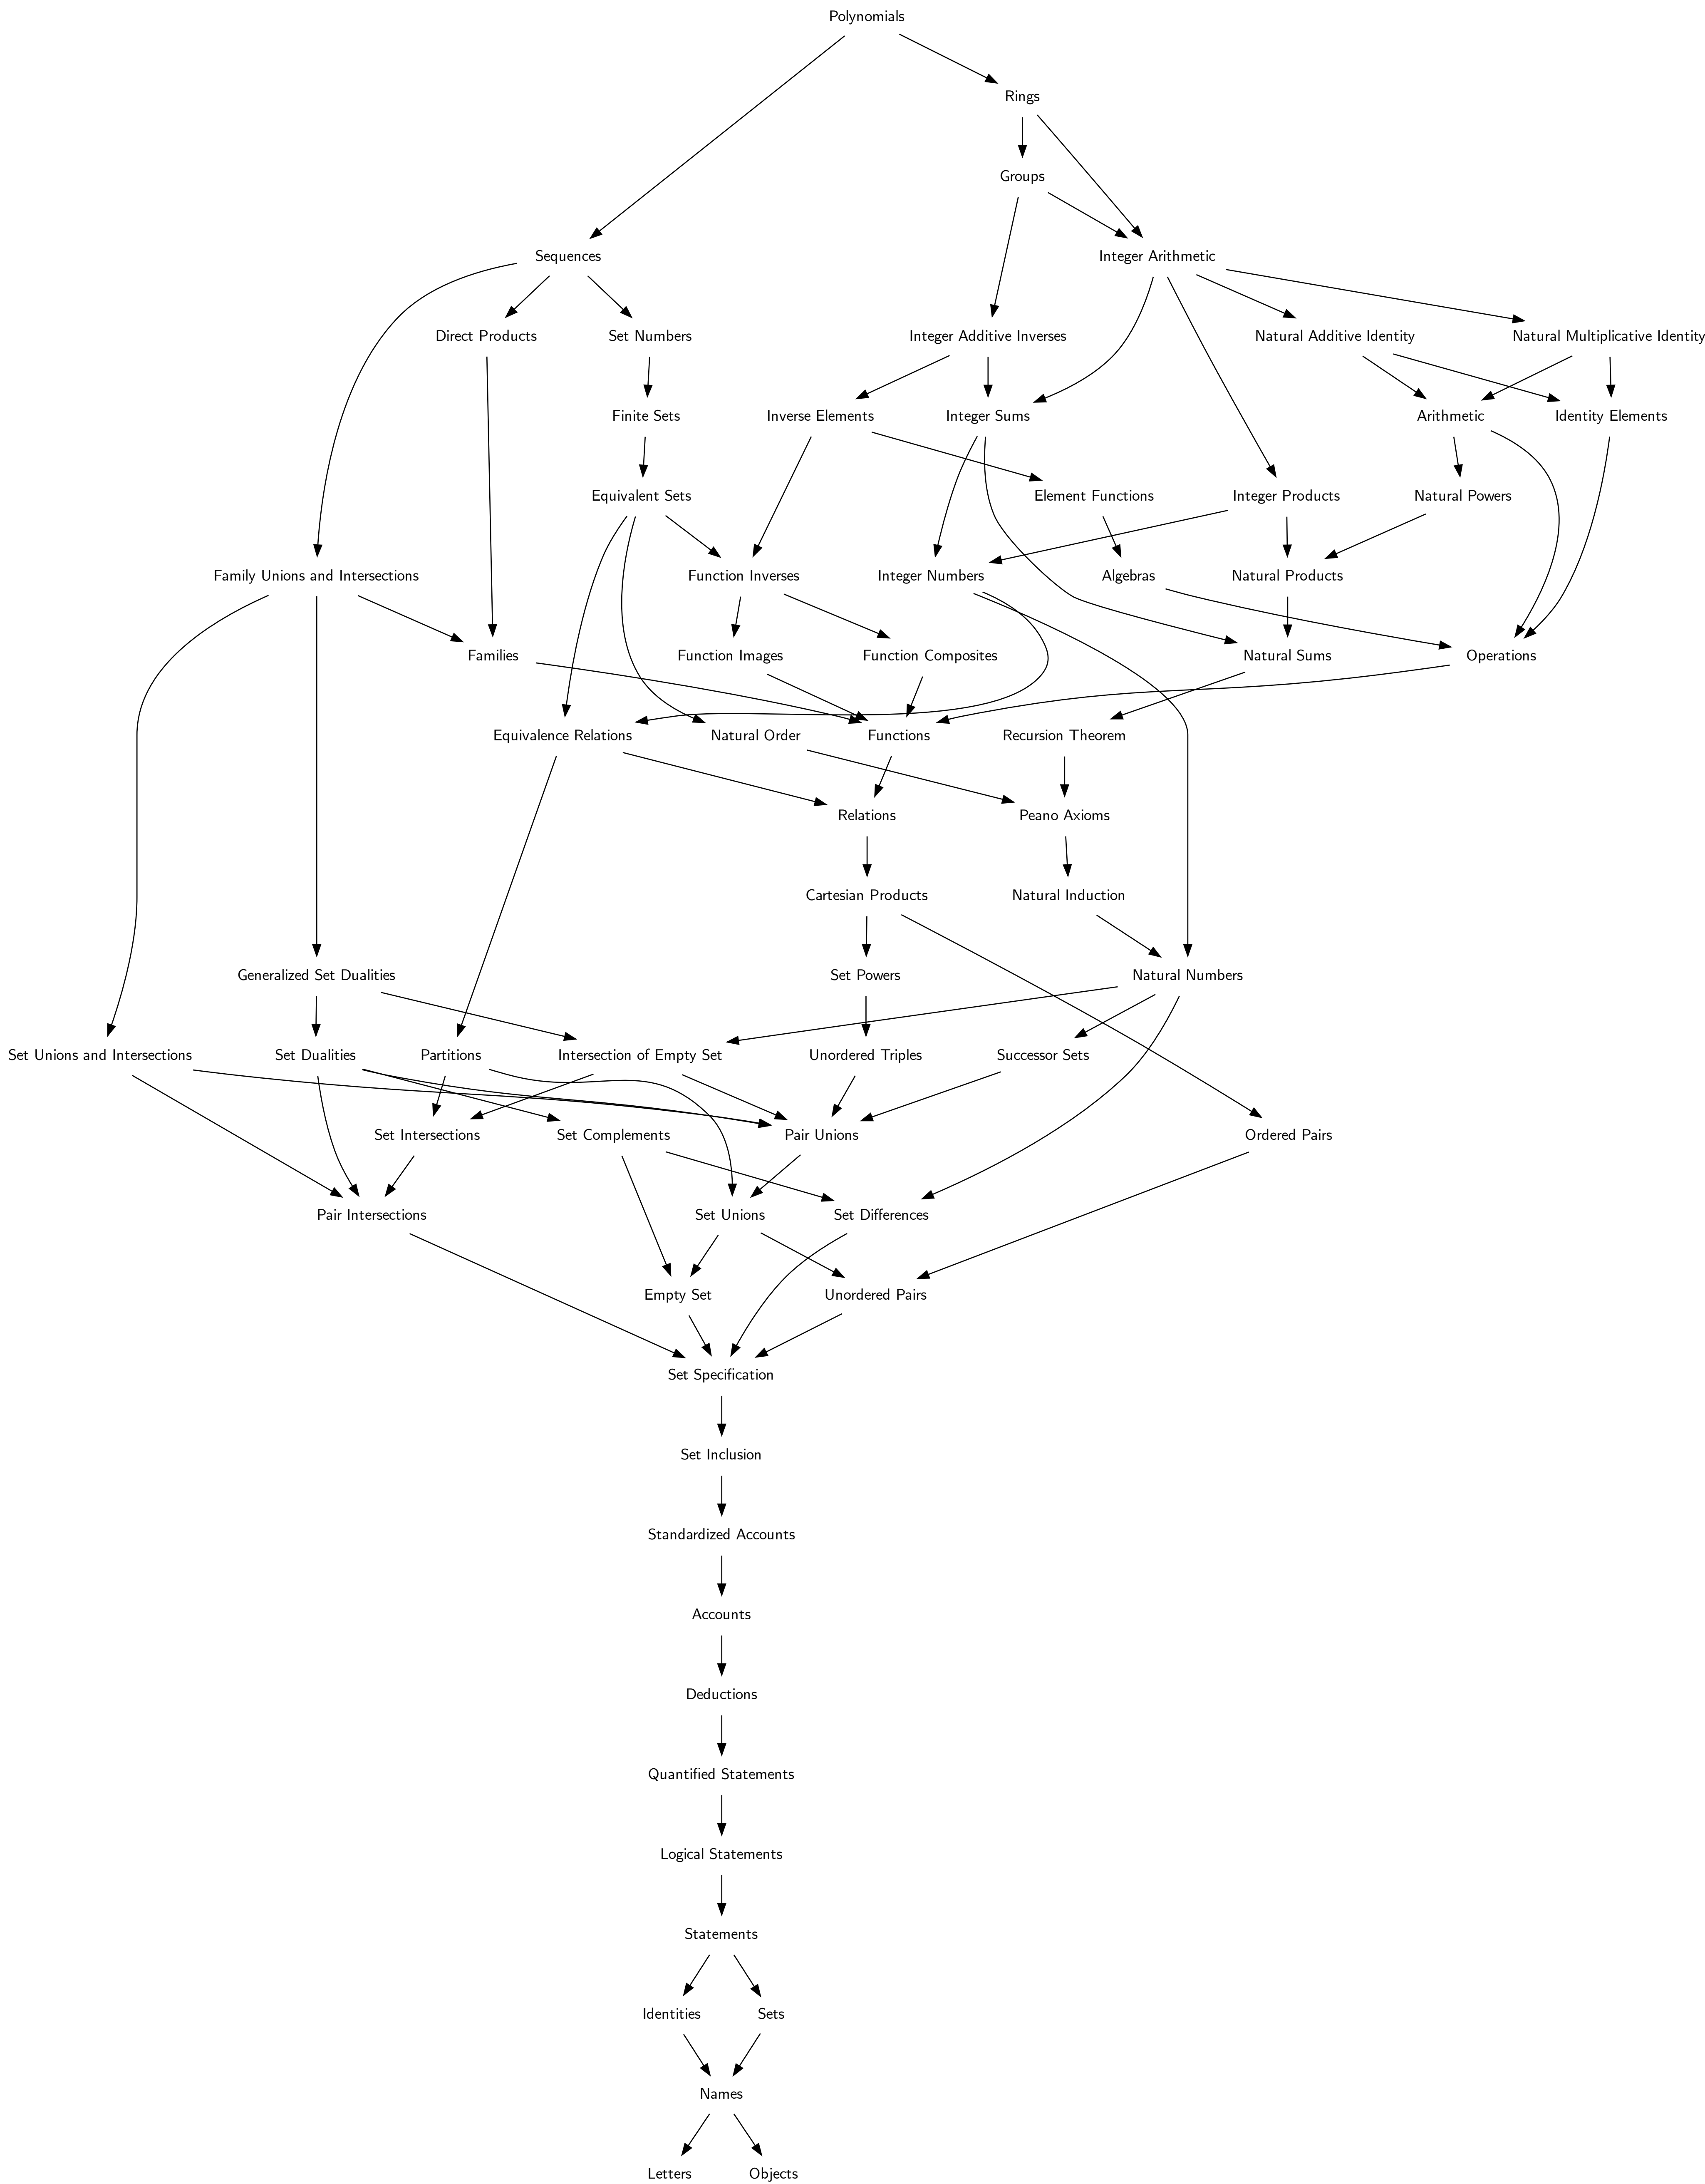 Polynomials
Rings
Groups
Sequences
Integer Arithmetic
Direct Products
Set Numbers
Integer Additive Inverses
Natural Additive Identity
Natural Multiplicative Identity
Finite Sets
Inverse Elements
Integer Sums
Arithmetic
Identity Elements
Equivalent Sets
Element Functions
Integer Products
Natural Powers
Family Unions and Intersections
Function Inverses
Integer Numbers
Algebras
Natural Products
Families
Function Images
Function Composites
Natural Sums
Operations
Equivalence Relations
Natural Order
Functions
Recursion Theorem
Relations
Peano Axioms
Cartesian Products
Natural Induction
Generalized Set Dualities
Set Powers
Natural Numbers
Set Unions and Intersections
Set Dualities
Partitions
Intersection of Empty Set
Unordered Triples
Successor Sets
Set Intersections
Set Complements
Pair Unions
Ordered Pairs
Pair Intersections
Set Unions
Set Differences
Empty Set
Unordered Pairs
Set Specification
Set Inclusion
Standardized Accounts
Accounts
Deductions
Quantified Statements
Logical Statements
Statements
Identities
Sets
Names
Letters
Objects